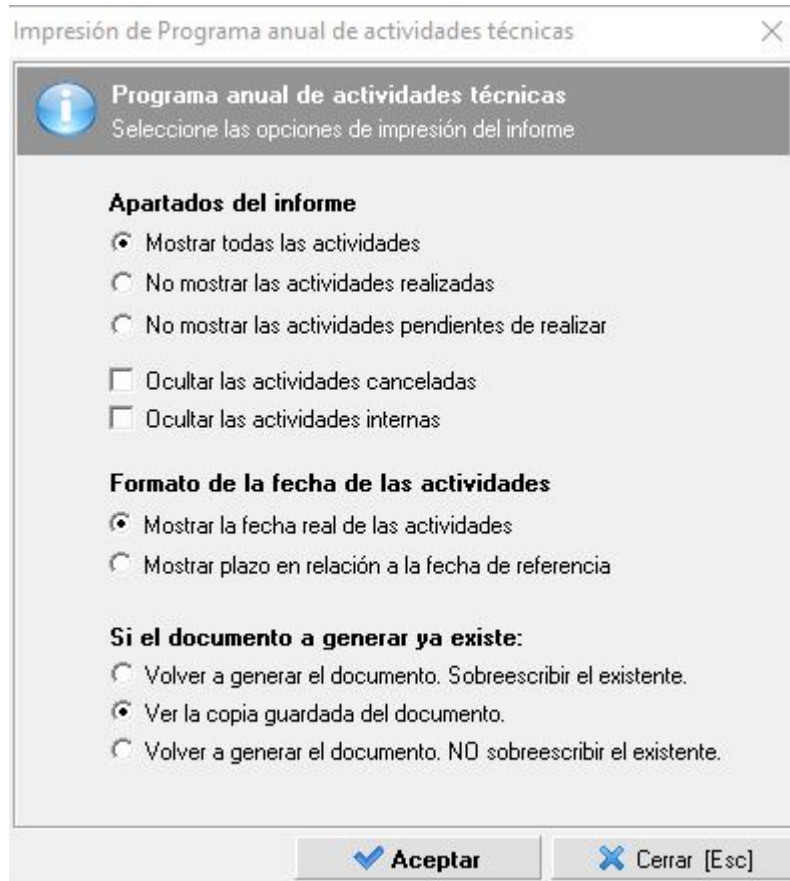 Impresión de Programa anual de actividades técnicas
Programa anual de actividades técnicas
Seleccione las opciones de impresión del informe
Apartados del informe
Mostrar todas las actividades
No mostrar las actividades realizadas
No mostrar las actividades pendientes de realizar
Ocultar las actividades canceladas
Ocultar las actividades internas
Formato de la fecha de las actividades
Mostrar la fecha real de las actividades
Mostrar plazo en relación a la fecha de referencia
Si el documento a generar ya existe:
Volver a generar el documento. Sobreescribir el existente.
Ver la copia guardada del documento.
Volver a generar el documento. NO sobreescribir el existente.
Aceptar
Cerrar [Esc]